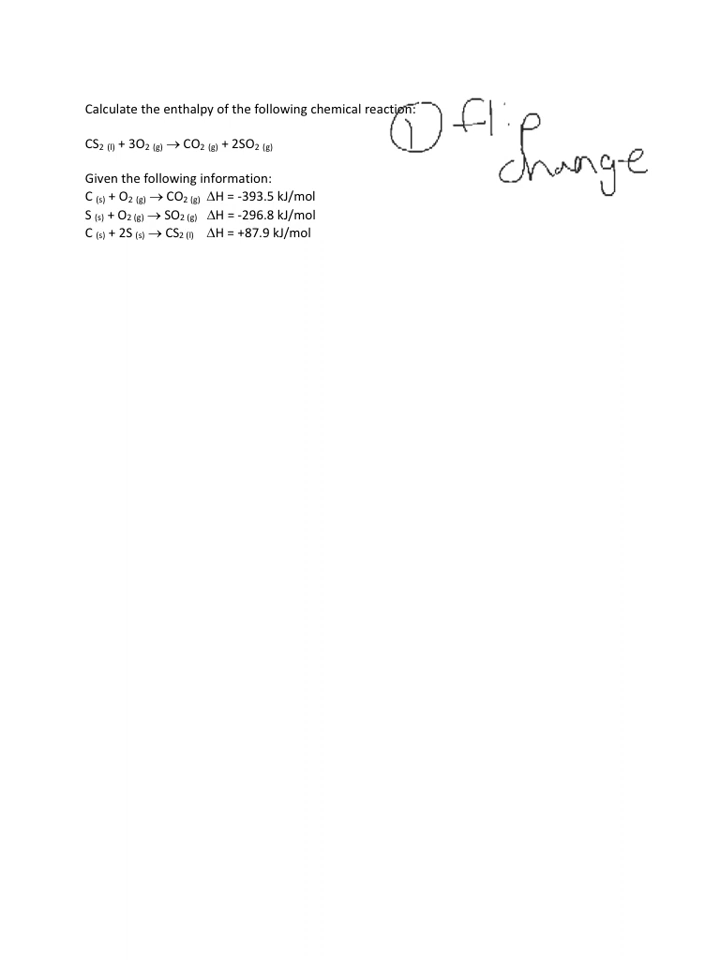 Calculate the enthalpy of the following chemical reaction:
① flip
change
CS₂ (l) + 3O₂ (g) → CO₂ (g) + 2SO₂ (g)
Given the following information:
C (s) + O₂ (g) → CO₂ (g) ΔH = -393.5 kJ/mol
S (s) + O₂ (g) → SO₂ (g) ΔH = -296.8 kJ/mol
C (s) + 2S (s) → CS₂ (l) ΔH = +87.9 kJ/mol